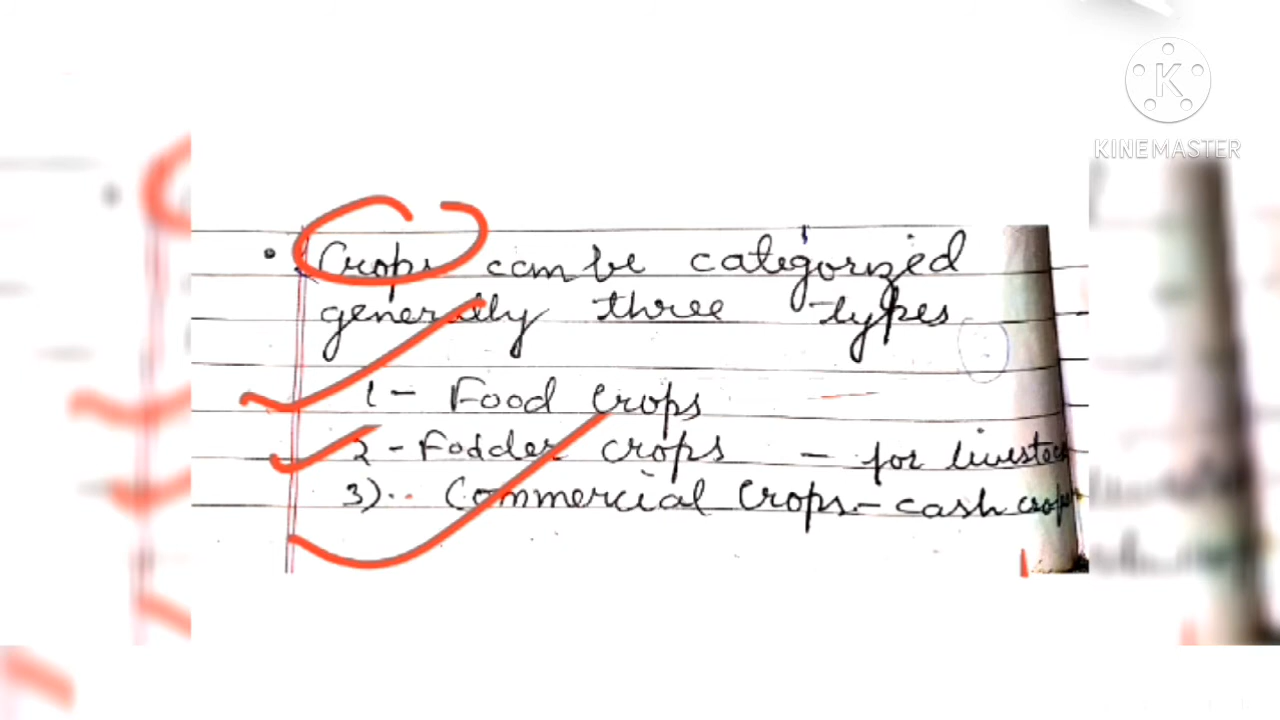 KINEMASTER
• Crops can be categorized
generally three types
1- Food crops
2- Fodder crops - for livestock
3).. Commercial Crops - cash crops